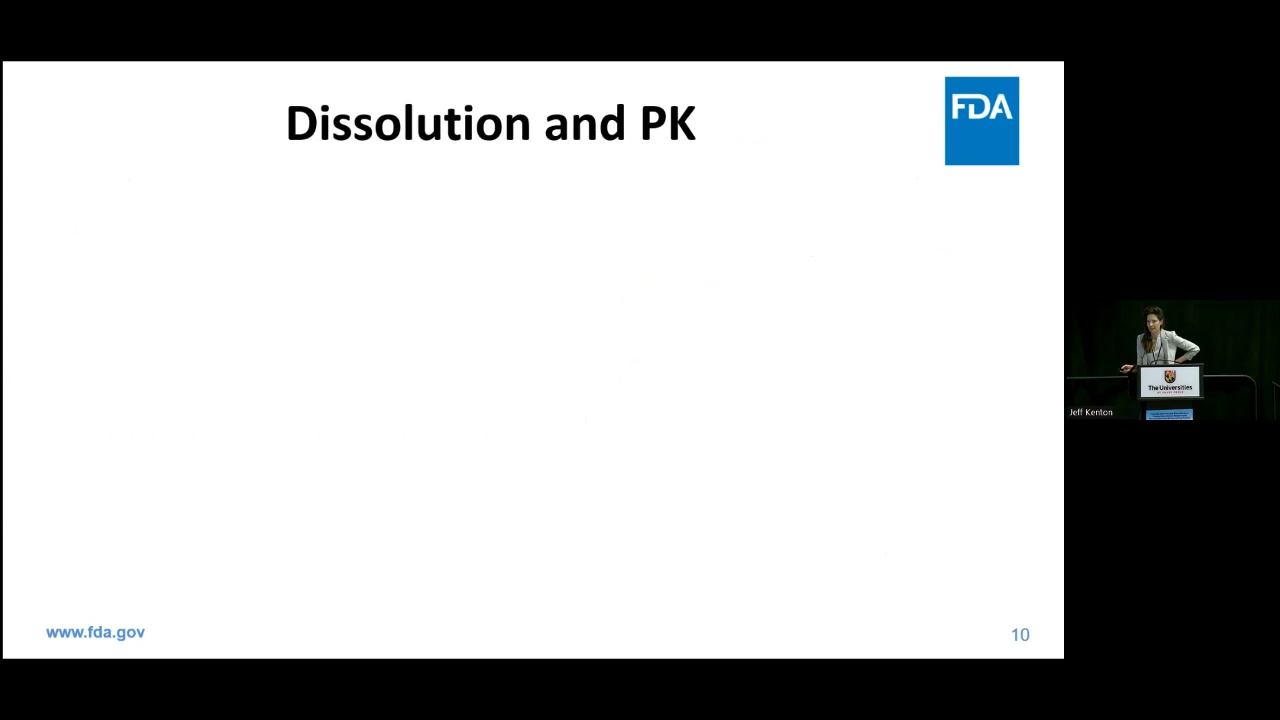 Dissolution and PK
FDA
www.fda.gov
10
The Universities
Jeff Kenton